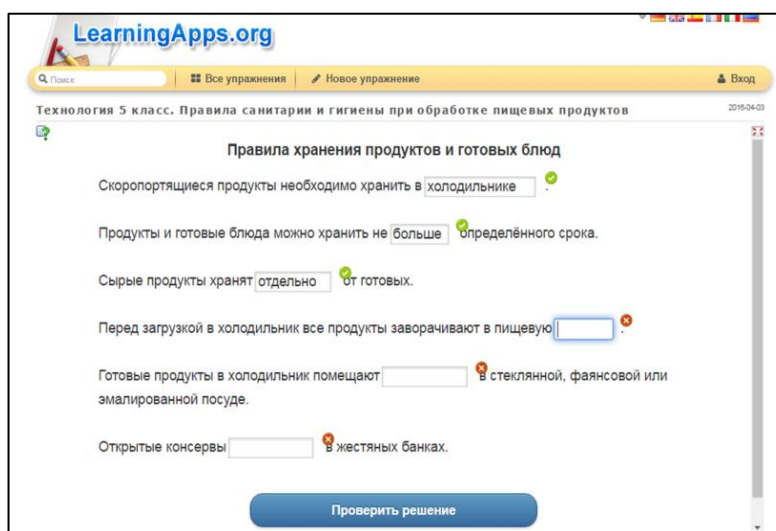 LearningApps.org
Поиск
Все упражнения
Новое упражнение
Вход
Технология 5 класс. Правила санитарии и гигиены при обработке пищевых продуктов
2016-04-03
Правила хранения продуктов и готовых блюд
Скоропортящиеся продукты необходимо хранить в холодильнике .
Продукты и готовые блюда можно хранить не больше определённого срока.
Сырые продукты хранят отдельно от готовых.
Перед загрузкой в холодильник все продукты заворачивают в пищевую .
Готовые продукты в холодильник помещают в стеклянной, фаянсовой или
эмалированной посуде.
Открытые консервы в жестяных банках.
Проверить решение